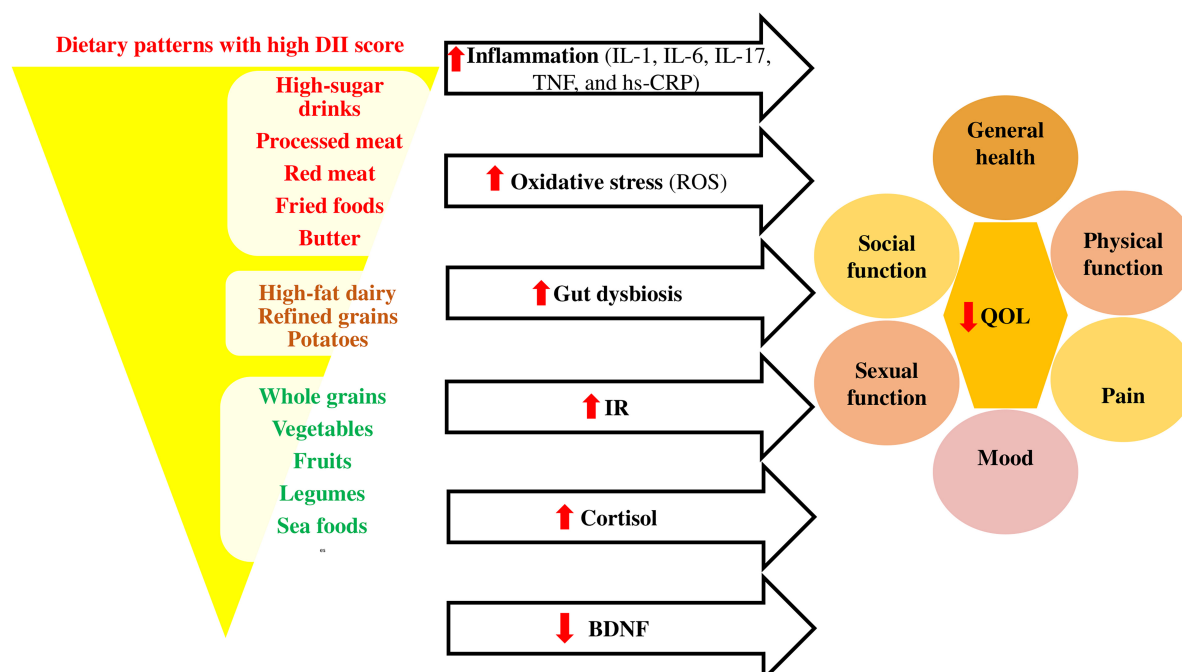 Dietary patterns with high DII score
High-sugar
drinks
Processed meat
Red meat
Fried foods
Butter
High-fat dairy
Refined grains
Potatoes
Whole grains
Vegetables
Fruits
Legumes
Sea foods
Inflammation (IL-1, IL-6, IL-17,
TNF, and hs-CRP)
Oxidative stress (ROS)
Gut dysbiosis
IR
Cortisol
BDNF
General
health
Social
function
Physical
function
QOL
Sexual
function
Pain
Mood